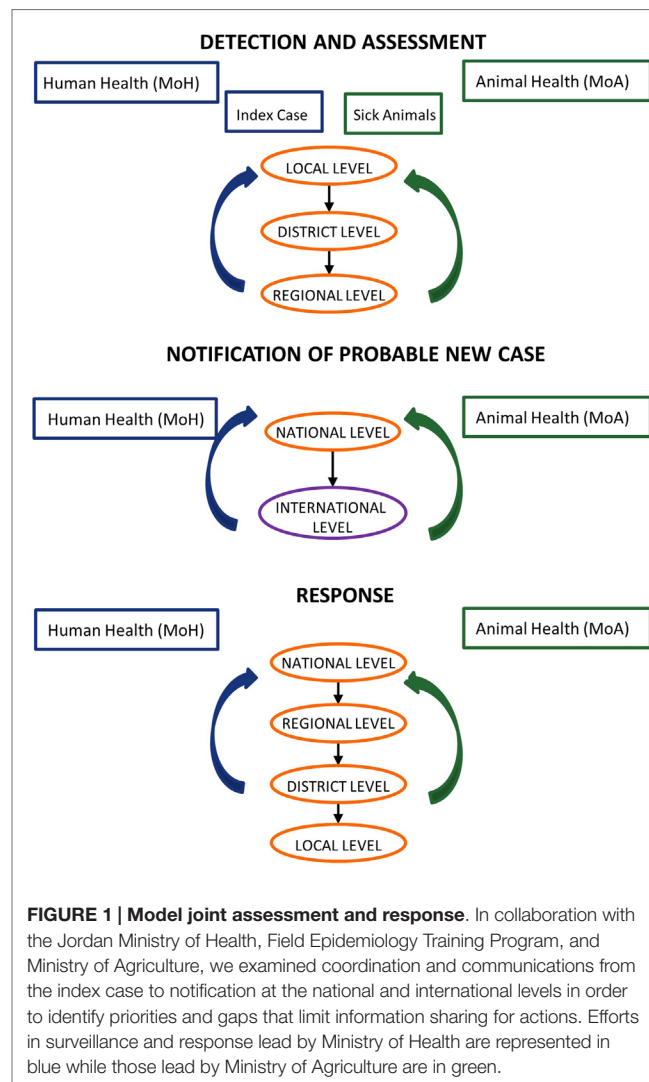 DETECTION AND ASSESSMENT
Human Health (MoH)
Animal Health (MoA)
Index Case
Sick Animals
LOCAL LEVEL
DISTRICT LEVEL
REGIONAL LEVEL
NOTIFICATION OF PROBABLE NEW CASE
Human Health (MoH)
Animal Health (MoA)
NATIONAL LEVEL
INTERNATIONAL
LEVEL
RESPONSE
Human Health (MoH)
Animal Health (MoA)
NATIONAL LEVEL
REGIONAL LEVEL
DISTRICT LEVEL
LOCAL LEVEL
FIGURE 1 | Model joint assessment and response. In collaboration with
the Jordan Ministry of Health, Field Epidemiology Training Program, and
Ministry of Agriculture, we examined coordination and communications from
the index case to notification at the national and international levels in order
to identify priorities and gaps that limit information sharing for actions. Efforts
in surveillance and response lead by Ministry of Health are represented in
blue while those lead by Ministry of Agriculture are in green.